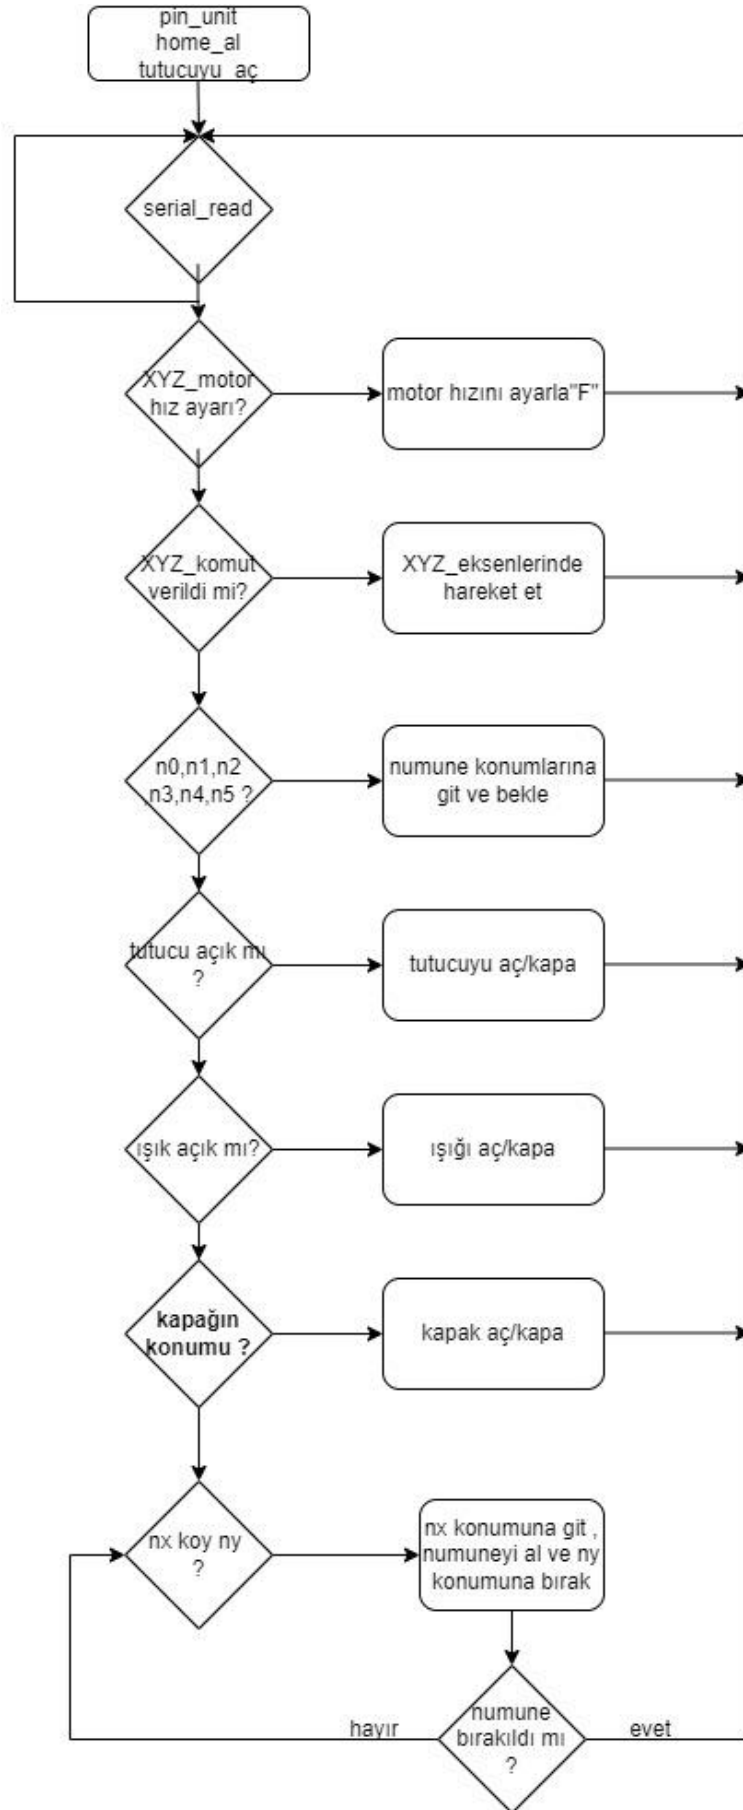 pin_unit
home_al
tutucuyu_aç
serial_read
XYZ_motor
hız ayarı?
motor hızını ayarla"F"
XYZ_komut
verildi mi?
XYZ_eksenlerinde
hareket et
n0,n1,n2
,n3,n4,n5 ?
numune konumlarına
git ve bekle
tutucu açık mı
?
tutucuyu aç/kapa
ışık açık mı?
ışığı aç/kapa
kapağın
konumu ?
kapak aç/kapa
nx koy ny
?
nx konumuna git ,
numuneyi al ve ny
konumuna bırak
hayır
numune
bırakıldı mı
?
evet